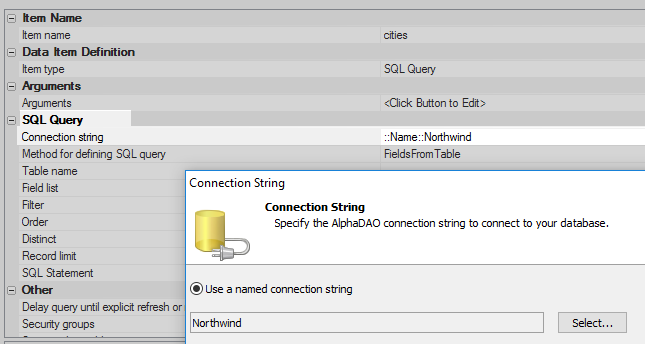 Item Name
Item name cities
Data Item Definition
Item type SQL Query
Arguments
Arguments <Click Button to Edit>
SQL Query
Connection string ::Name::Northwind
Method for defining SQL query FieldsFromTable
Table name
Field list
Filter
Order
Distinct
Record limit
SQL Statement
Other
Delay query until explicit refresh or
Security groups
Connection String
Connection String
Specify the AlphaDAO connection string to connect to your database.
Use a named connection string
Northwind Select...